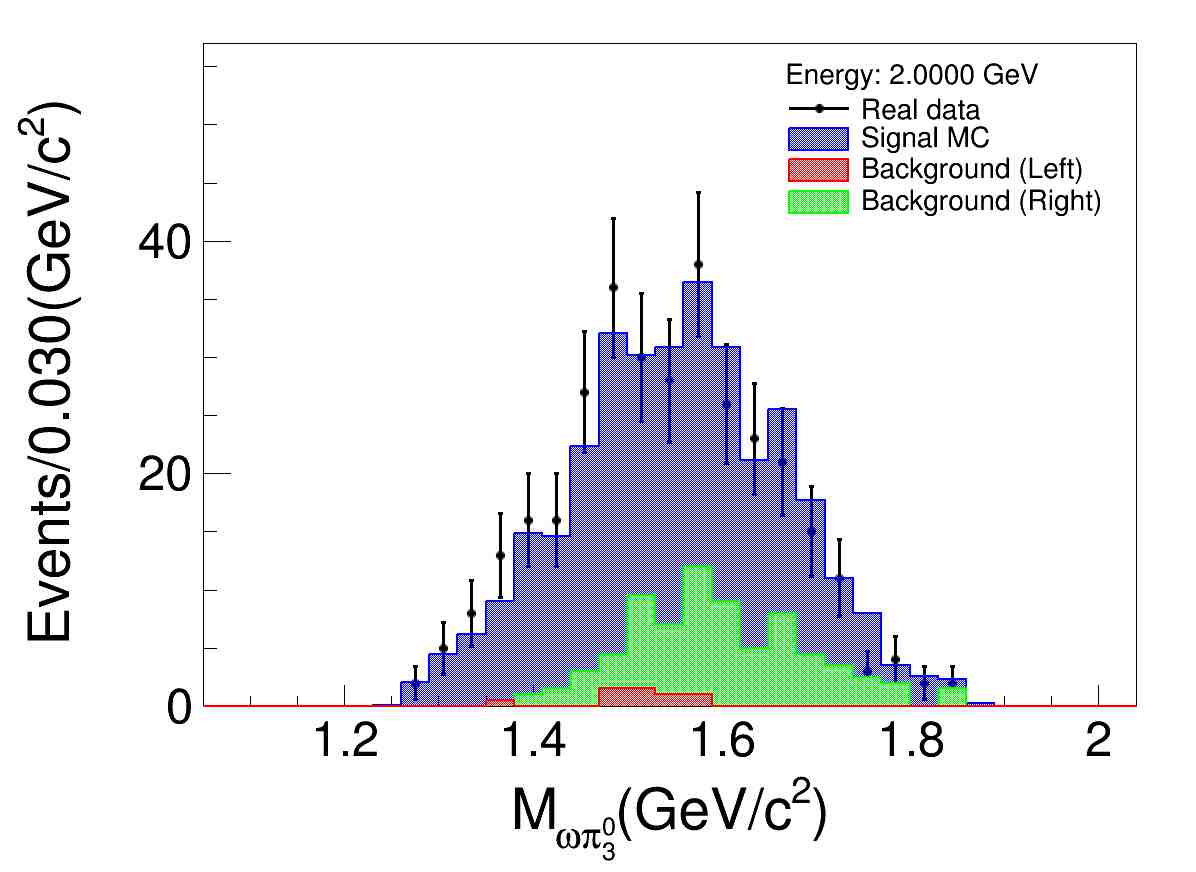 Energy: 2.0000 GeV
Real data
Signal MC
Background (Left)
Background (Right)
Events/0.030(GeV/c²)
40
20
0
1.2 1.4 1.6 1.8 2
M_ωπ⁰₃(GeV/c²)